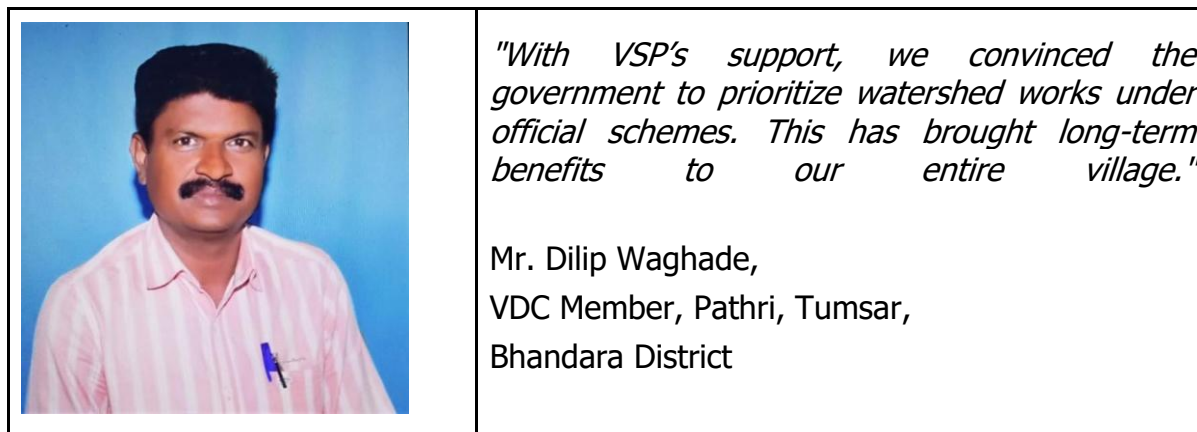 "With VSP’s support, we convinced the
government to prioritize watershed works under
official schemes. This has brought long-term
benefits to our entire village."
Mr. Dilip Waghade,
VDC Member, Pathri, Tumsar,
Bhandara District